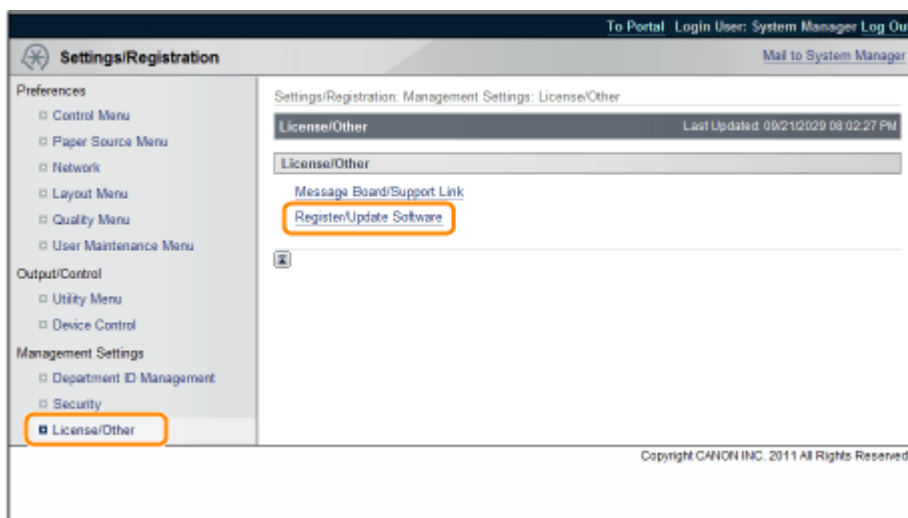 To Portal Login User: System Manager Log Ou
Settings/Registration
Mail to System Manager
Preferences
Control Menu
Paper Source Menu
Network
Layout Menu
Quality Menu
User Maintenance Menu
Output/Control
Utility Menu
Device Control
Management Settings
Department ID Management
Security
License/Other
Settings/Registration: Management Settings: License/Other
License/Other Last Updated: 09/21/2029 08:02:27 PM
License/Other
Message Board/Support Link
Register/Update Software
Copyright CANON INC. 2011 All Rights Reserved